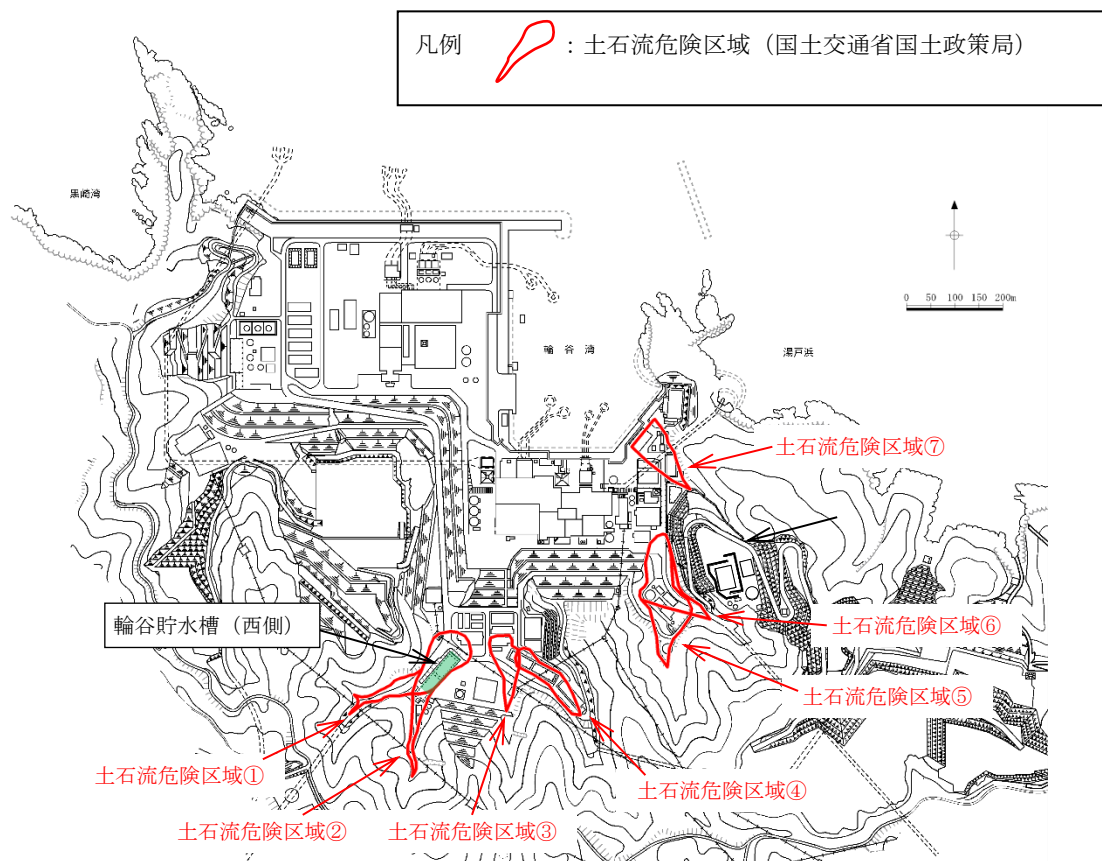 凡例 : 土石流危険区域（国土交通省国土政策局）
黒崎湾
0 50 100 150 200m
輪谷湾
湯戸浜
土石流危険区域⑦
輪谷貯水槽（西側）
土石流危険区域⑥
土石流危険区域⑤
土石流危険区域①
土石流危険区域④
土石流危険区域②
土石流危険区域③